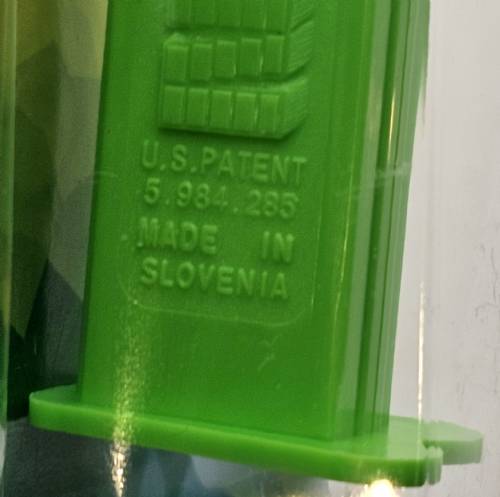 U.S.PATENT
5.984.285
MADE IN
SLOVENIA